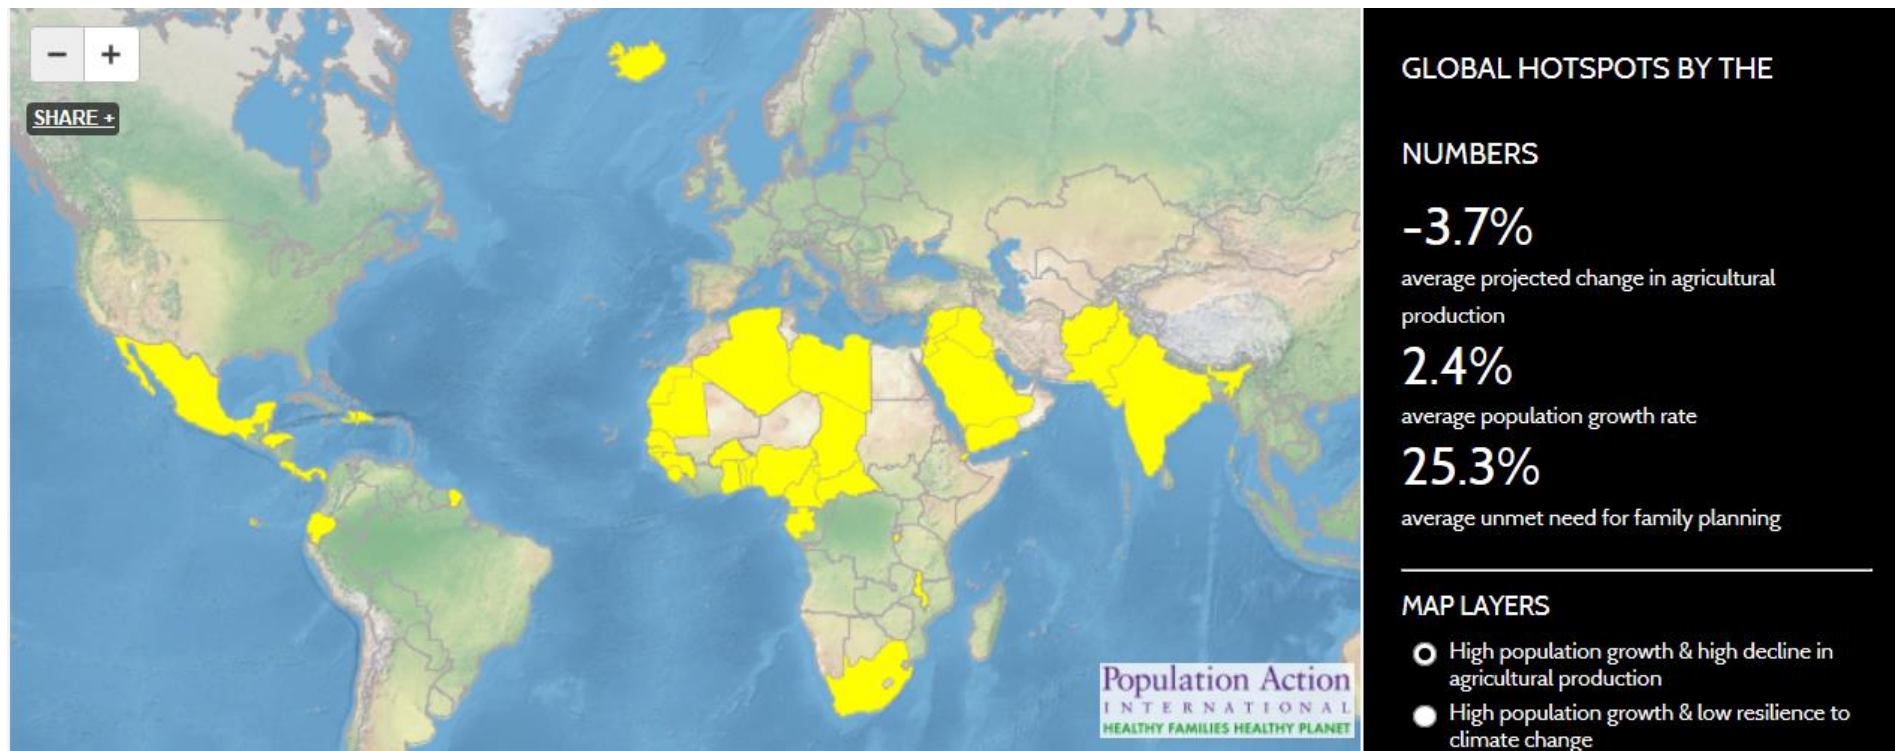 − +
SHARE +
GLOBAL HOTSPOTS BY THE
NUMBERS
-3.7%
average projected change in agricultural
production
2.4%
average population growth rate
25.3%
average unmet need for family planning
MAP LAYERS
High population growth & high decline in
agricultural production
High population growth & low resilience to
climate change
Population Action
INTERNATIONAL
HEALTHY FAMILIES HEALTHY PLANET